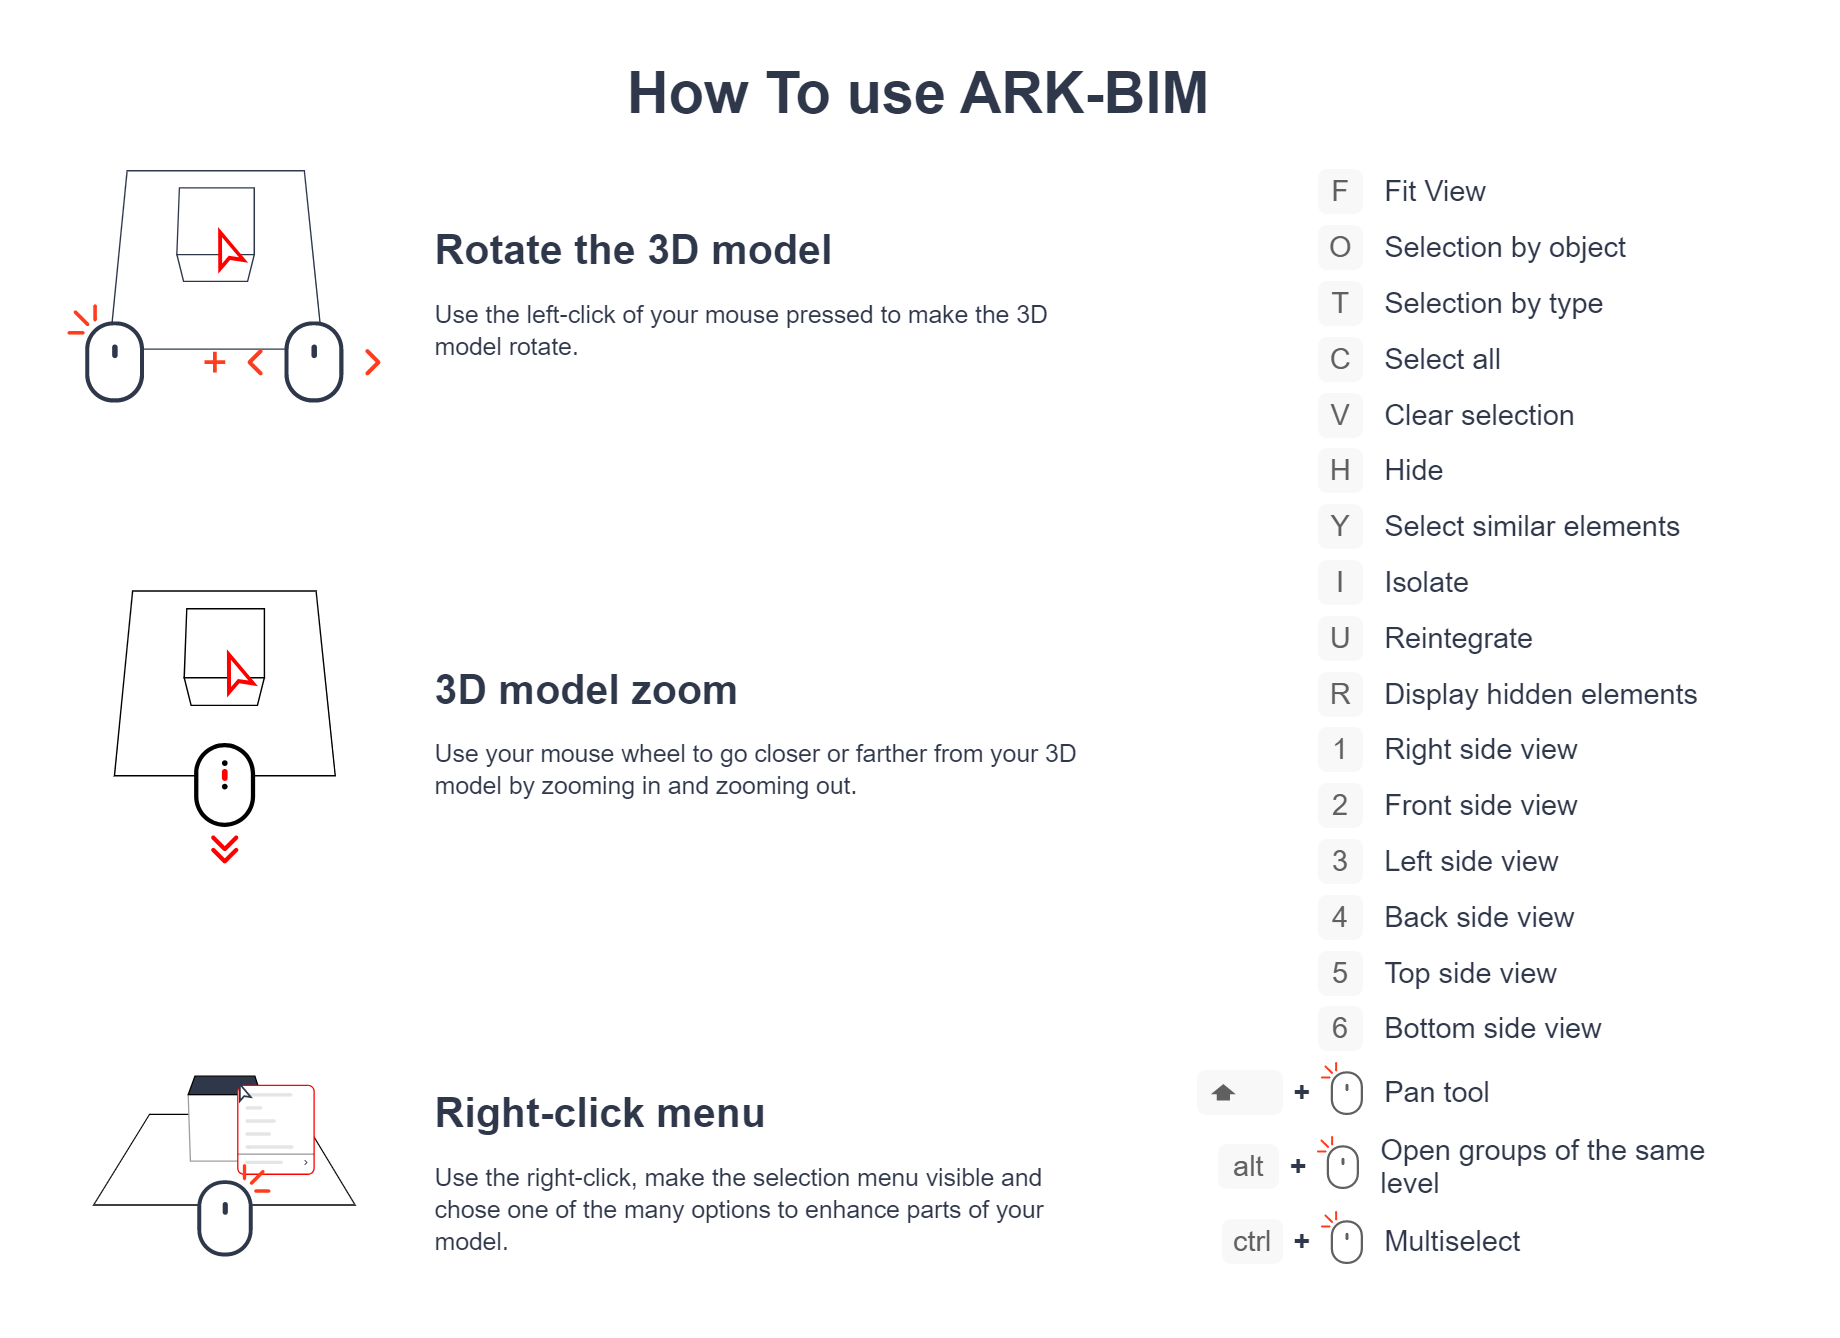 How To use ARK-BIM
Rotate the 3D model
Use the left-click of your mouse pressed to make the 3D
model rotate.
3D model zoom
Use your mouse wheel to go closer or farther from your 3D
model by zooming in and zooming out.
Right-click menu
Use the right-click, make the selection menu visible and
chose one of the many options to enhance parts of your
model.
F Fit View
O Selection by object
T Selection by type
C Select all
V Clear selection
H Hide
Y Select similar elements
I Isolate
U Reintegrate
R Display hidden elements
1 Right side view
2 Front side view
3 Left side view
4 Back side view
5 Top side view
6 Bottom side view
+ Pan tool
alt + Open groups of the same
level
ctrl + Multiselect